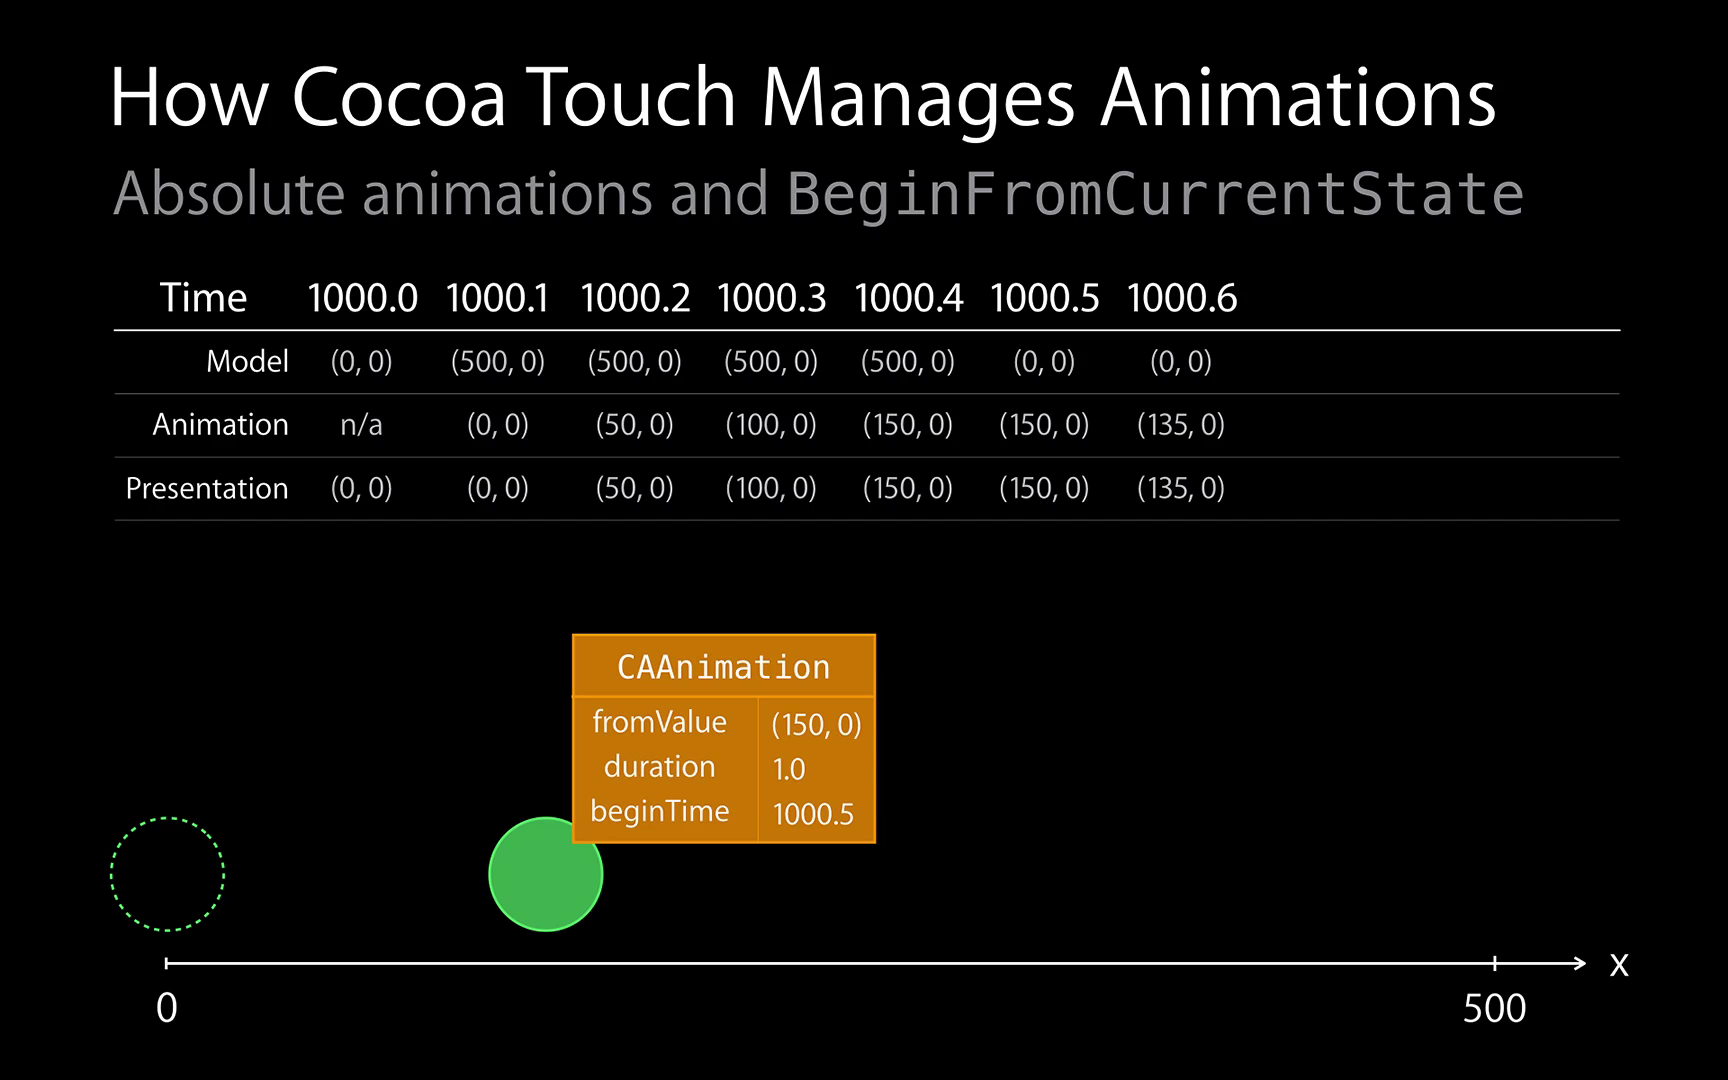 How Cocoa Touch Manages Animations
Absolute animations and BeginFromCurrentState
Time 1000.0 1000.1 1000.2 1000.3 1000.4 1000.5 1000.6
Model (0, 0) (500, 0) (500, 0) (500, 0) (500, 0) (0, 0) (0, 0)
Animation n/a (0, 0) (50, 0) (100, 0) (150, 0) (150, 0) (135, 0)
Presentation (0, 0) (0, 0) (50, 0) (100, 0) (150, 0) (150, 0) (135, 0)
CAAnimation
fromValue (150, 0)
duration 1.0
beginTime 1000.5
x
0 500